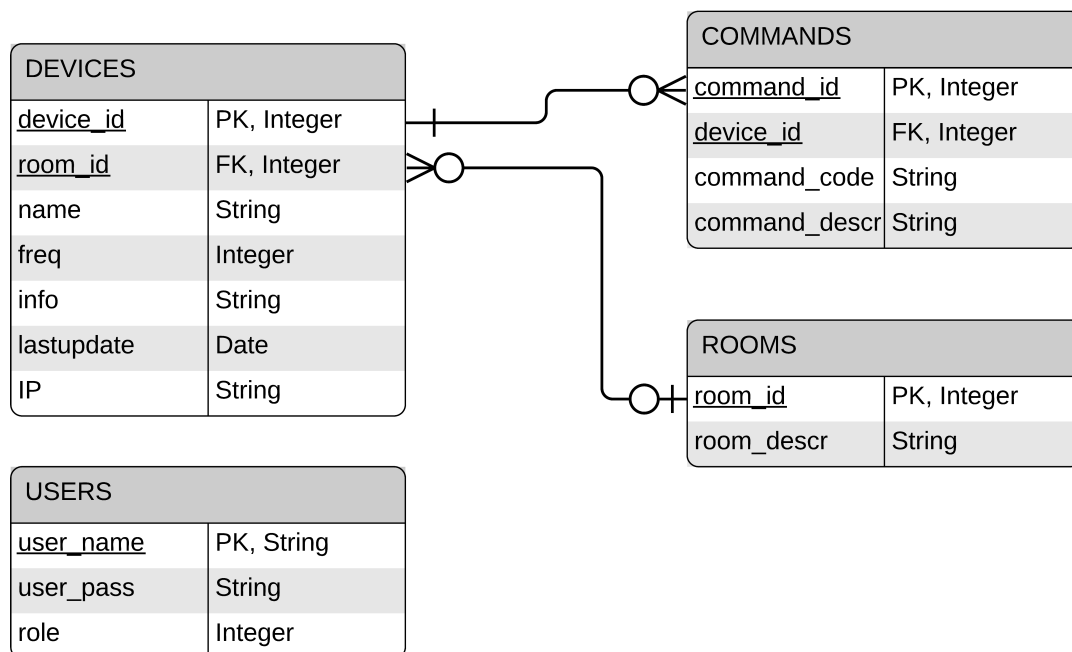 DEVICES
device_id PK, Integer
room_id FK, Integer
name String
freq Integer
info String
lastupdate Date
IP String
COMMANDS
command_id PK, Integer
device_id FK, Integer
command_code String
command_descr String
ROOMS
room_id PK, Integer
room_descr String
USERS
user_name PK, String
user_pass String
role Integer